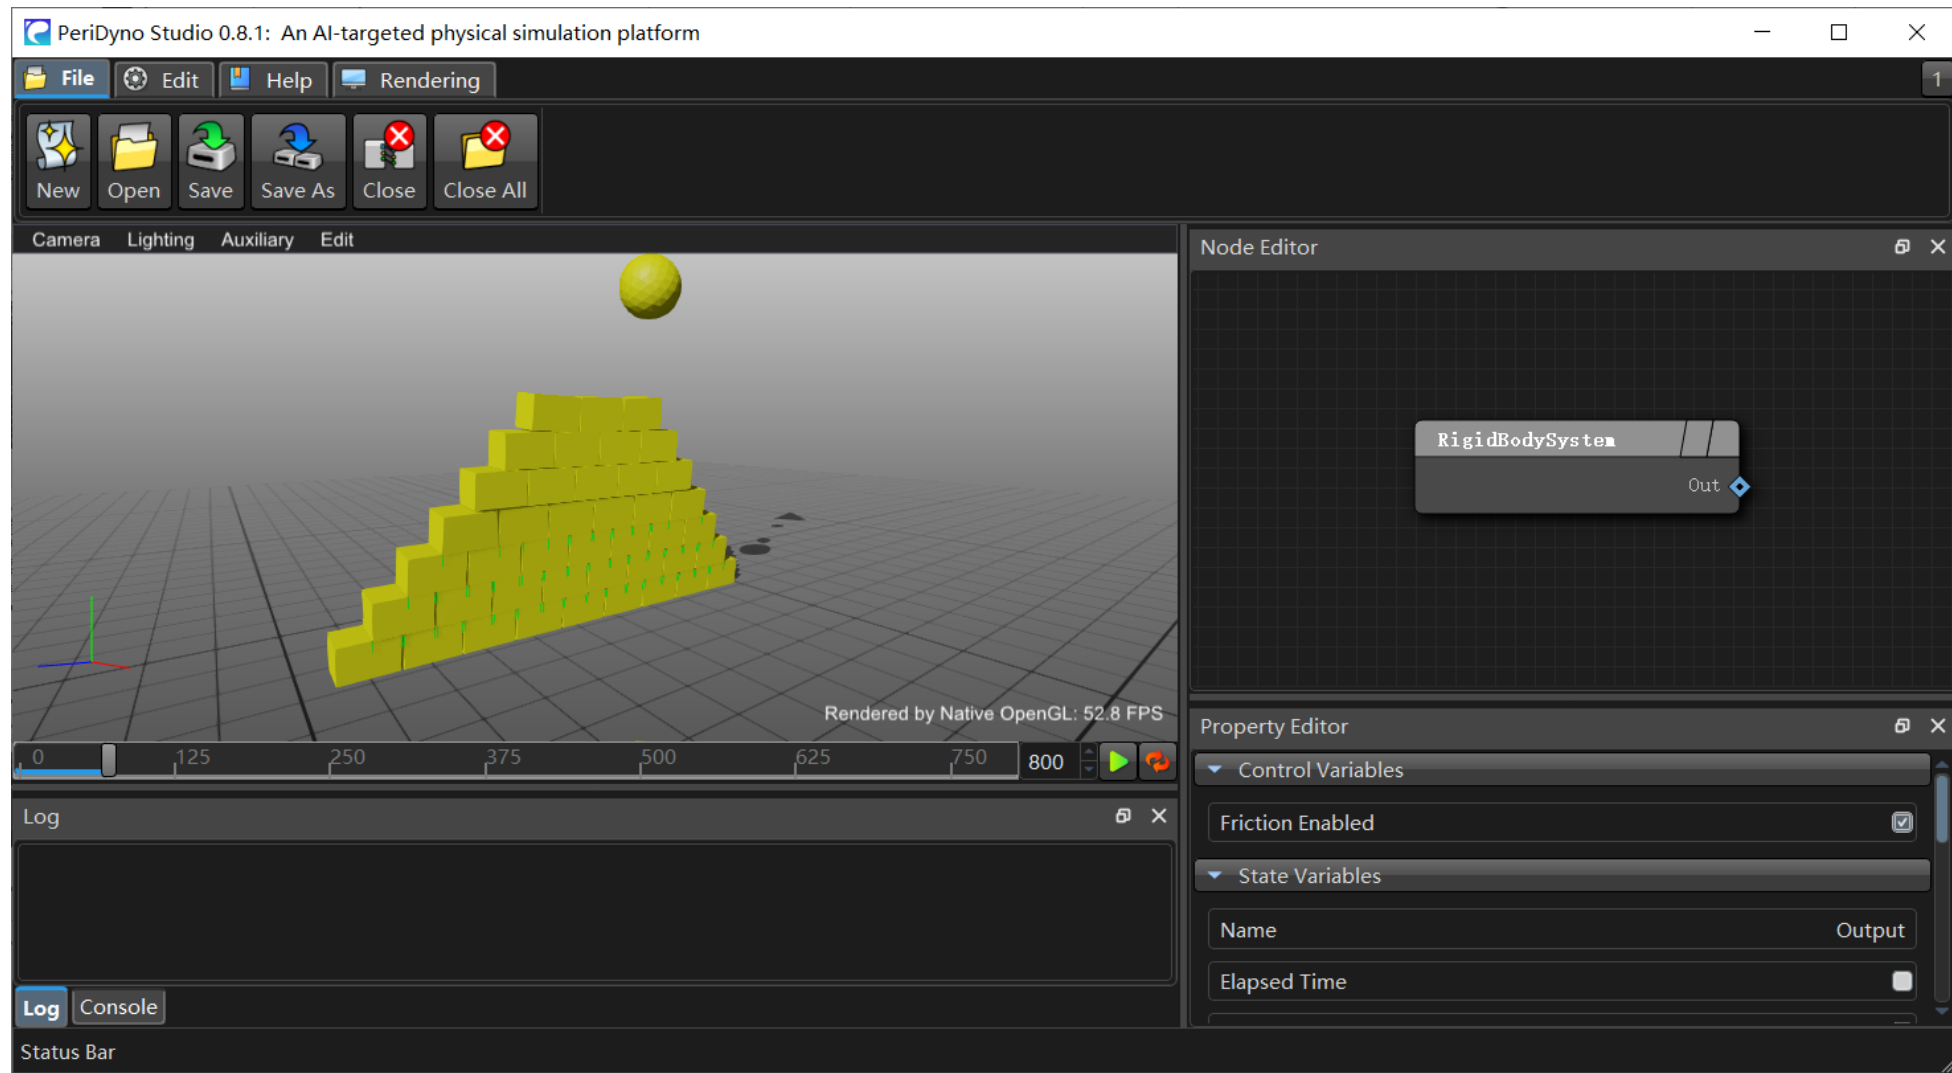 PeriDyno Studio 0.8.1: An AI-targeted physical simulation platform
File Edit Help Rendering 1
New Open Save Save As Close Close All
Camera Lighting Auxiliary Edit
Node Editor
RigidBodySystem
Out
Rendered by Native OpenGL: 52.8 FPS
0 125 250 375 500 625 750 800
Property Editor
Control Variables
Friction Enabled
State Variables
Name Output
Elapsed Time
Log
Log Console
Status Bar